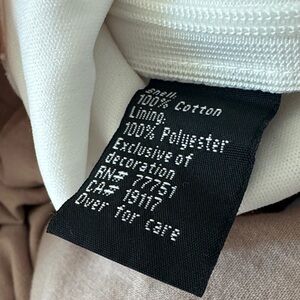 Shell:
100% Cotton
Lining:
100% Polyester
Exclusive of
decoration
RN# 77751
CA# 19117
Over for care